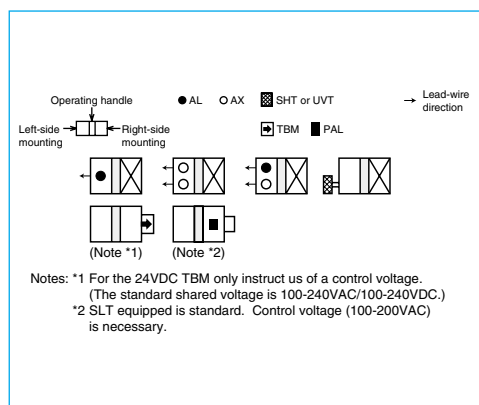 Operating handle
● AL ○ AX SHT or UVT
→ Lead-wire
direction
Left-side
mounting
Right-side
mounting
TBM PAL
(Note *1) (Note *2)
Notes: *1 For the 24VDC TBM only instruct us of a control voltage.
(The standard shared voltage is 100-240VAC/100-240VDC.)
*2 SLT equipped is standard. Control voltage (100-200VAC)
is necessary.